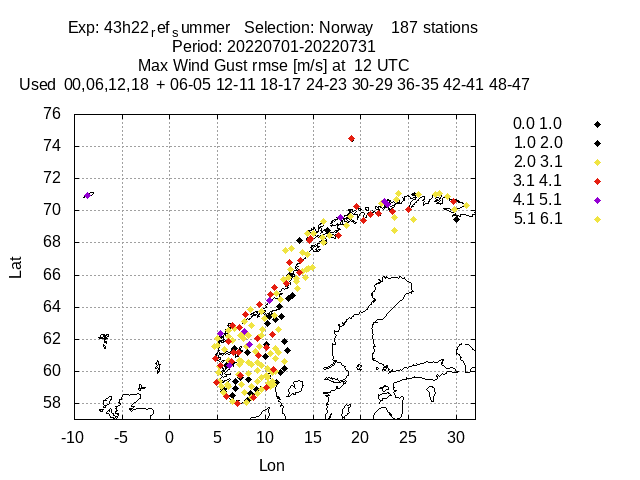 Exp: 43h22refsummer Selection: Norway 187 stations
Period: 20220701-20220731
Max Wind Gust rmse [m/s] at 12 UTC
Used 00,06,12,18 + 06-05 12-11 18-17 24-23 30-29 36-35 42-41 48-47
76
74
72
70
68
66
64
62
60
58
Lat
-10 -5 0 5 10 15 20 25 30
Lon
0.0 1.0
1.0 2.0
2.0 3.1
3.1 4.1
4.1 5.1
5.1 6.1